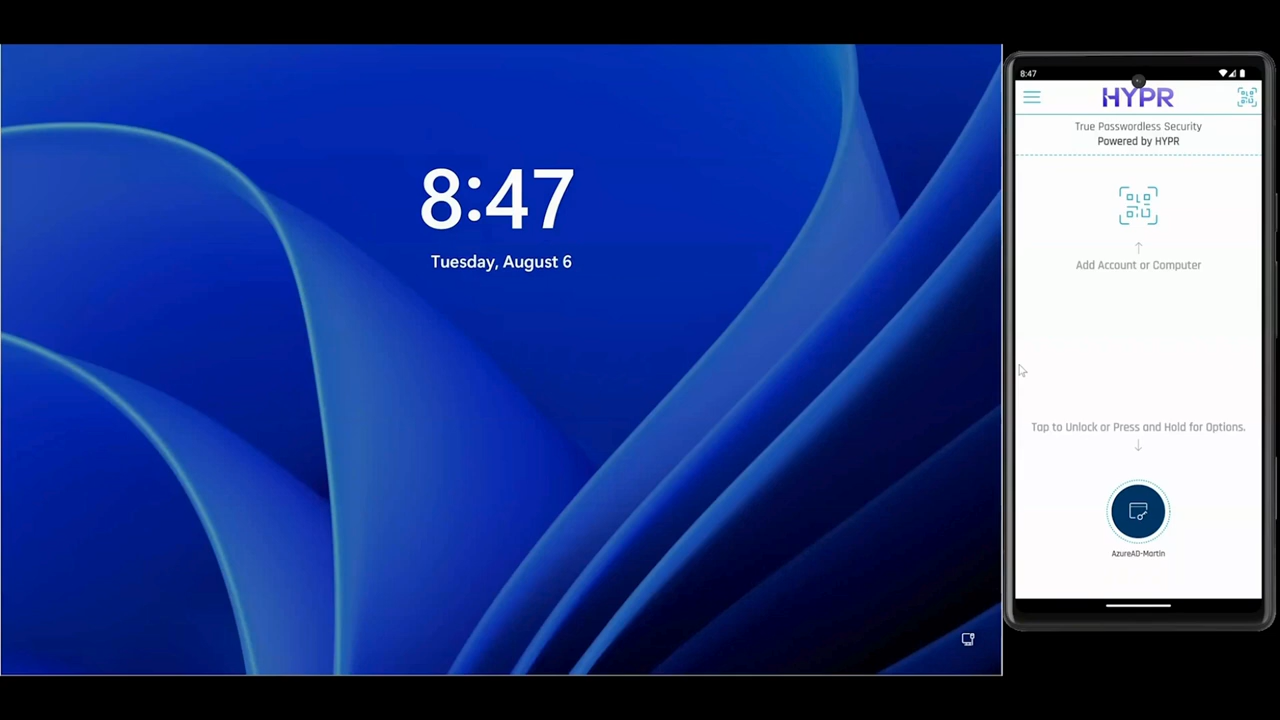 8:47
Tuesday, August 6
8:47
HYPR
True Passwordless Security
Powered by HYPR
Add Account or Computer
Tap to Unlock or Press and Hold for Options.
AzureAD-Martin